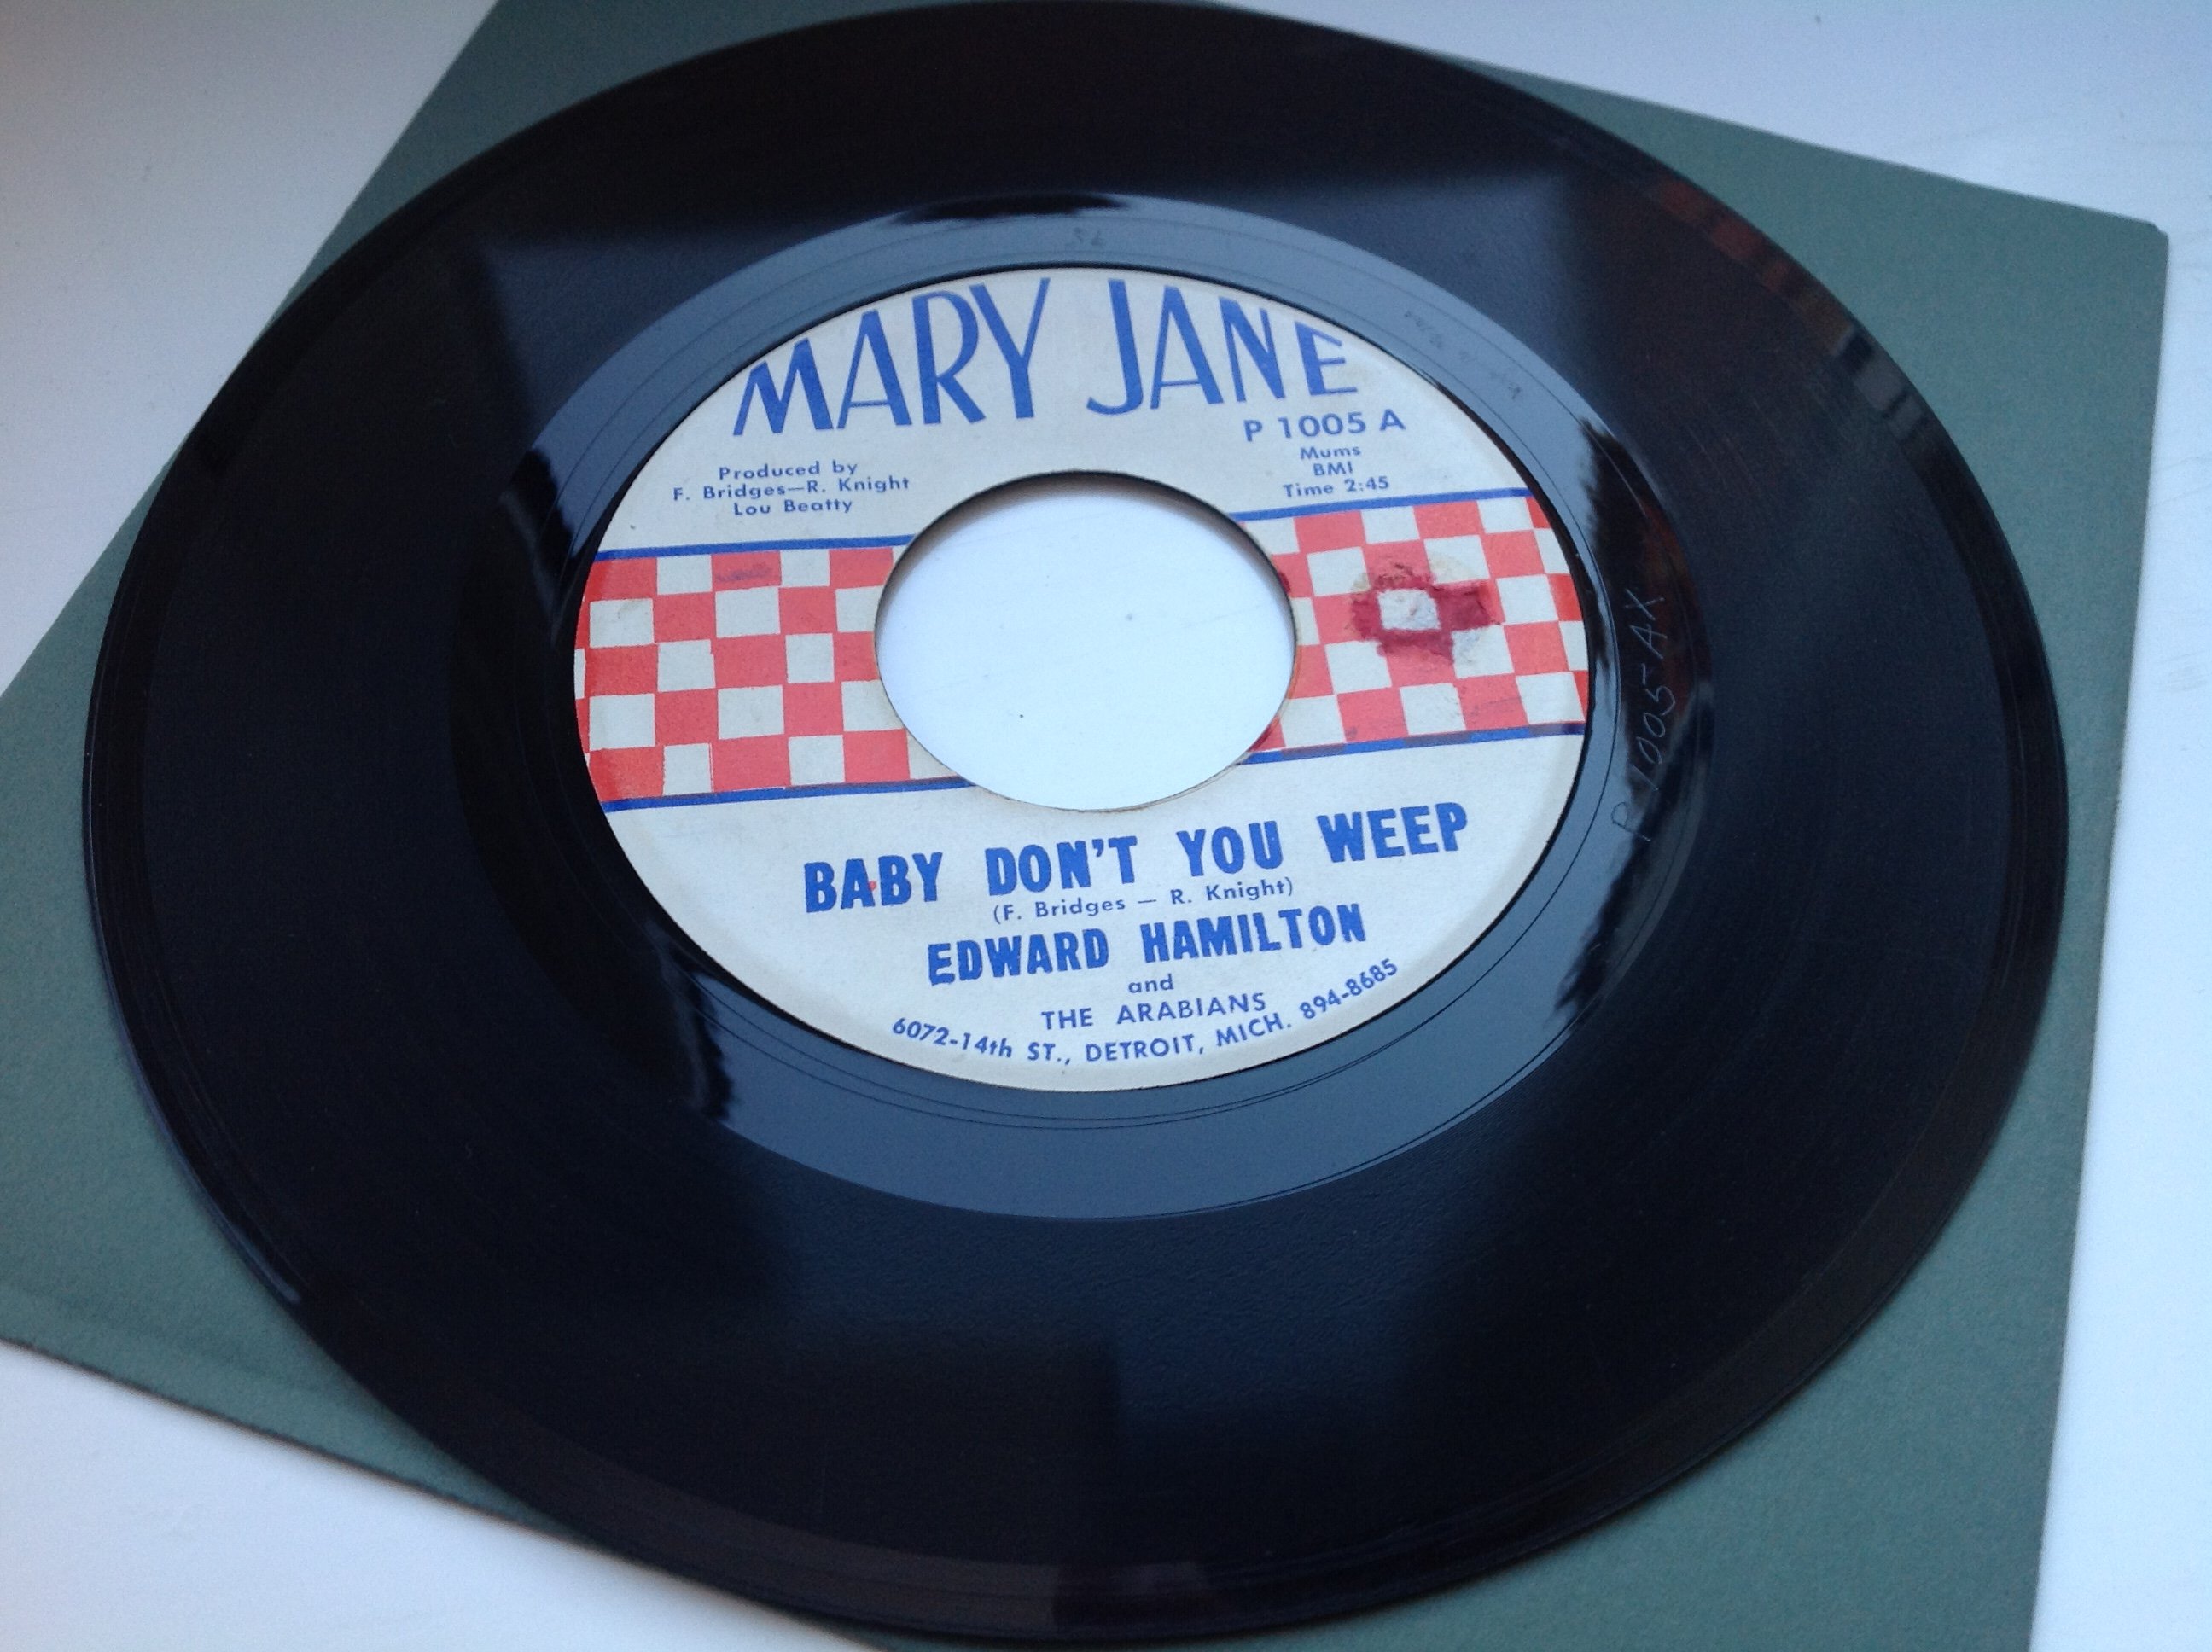 MARY JANE
P 1005 A
Mums
BMI
Time 2:45
Produced by
F. Bridges—R. Knight
Lou Beatty
BABY DON'T YOU WEEP
(F. Bridges — R. Knight)
EDWARD HAMILTON
and
THE ARABIANS
6072-14th ST., DETROIT, MICH. 894-8685
P1005 AX